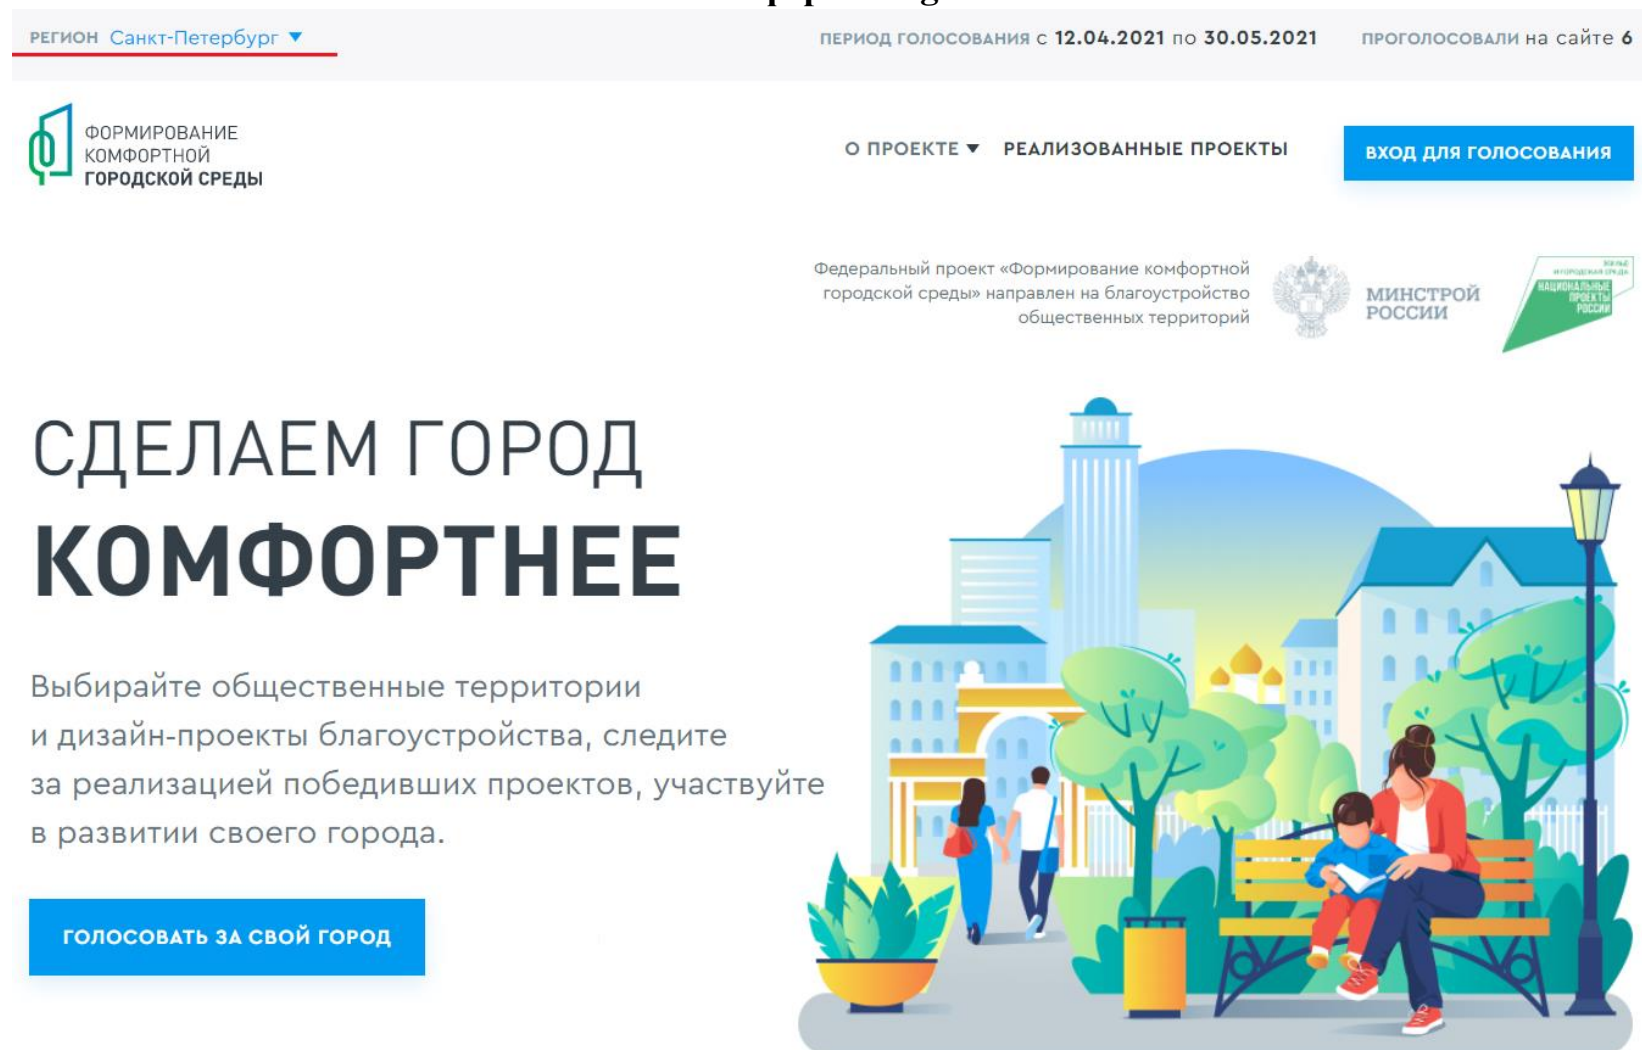 РЕГИОН Санкт-Петербург ▼
ПЕРИОД ГОЛОСОВАНИЯ с 12.04.2021 по 30.05.2021
ПРОГОЛОСОВАЛИ на сайте 6
ФОРМИРОВАНИЕ
КОМФОРТНОЙ
ГОРОДСКОЙ СРЕДЫ
О ПРОЕКТЕ ▼
РЕАЛИЗОВАННЫЕ ПРОЕКТЫ
ВХОД ДЛЯ ГОЛОСОВАНИЯ
Федеральный проект «Формирование комфортной
городской среды» направлен на благоустройство
общественных территорий
МИНСТРОЙ
РОССИИ
ЖИЛЬЕ
И ГОРОДСКАЯ СРЕДА
НАЦИОНАЛЬНЫЕ
ПРОЕКТЫ
РОССИИ
СДЕЛАЕМ ГОРОД
КОМФОРТНЕЕ
Выбирайте общественные территории
и дизайн-проекты благоустройства, следите
за реализацией победивших проектов, участвуйте
в развитии своего города.
ГОЛОСОВАТЬ ЗА СВОЙ ГОРОД